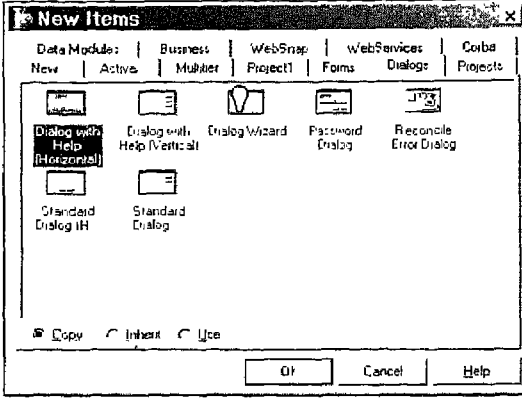 New Items
Data Modules Business WebSnap WebServices Corba
New ActiveX Multitier Project1 Forms Dialogs Projects
Dialog with Dialog with Dialog Wizard Password Reconcile
Help Help (Vertical) Dialog Error Dialog
(Horizontal)
Standard Standard
Dialog (H Dialog
Copy Inherit Use
OK Cancel Help